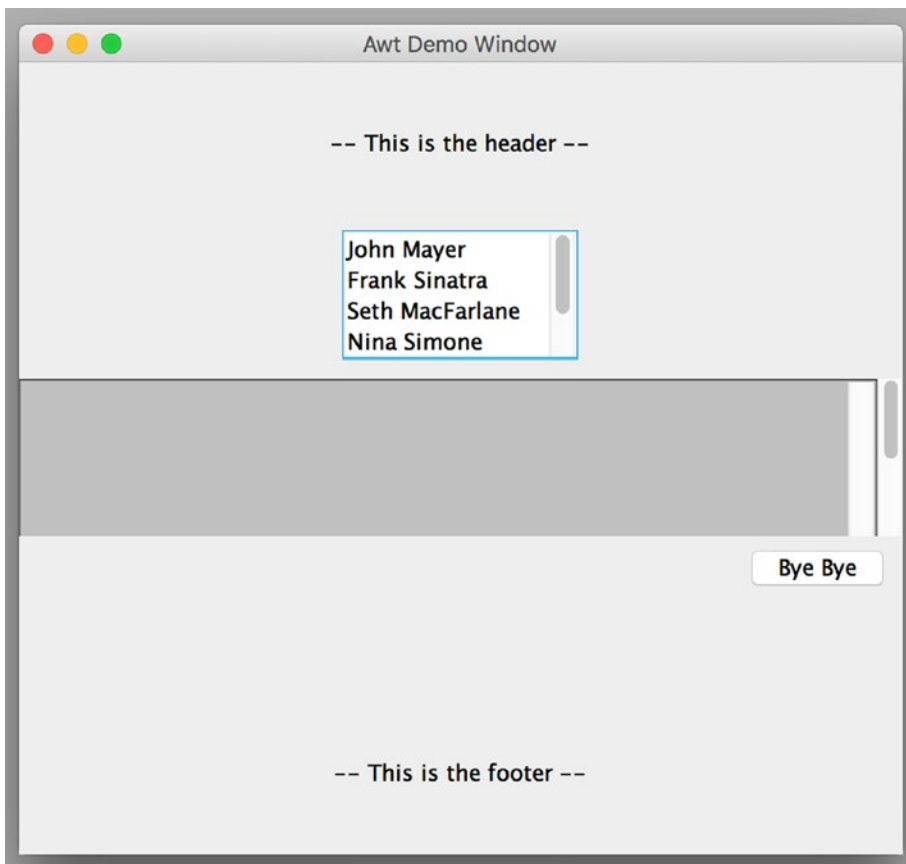 Awt Demo Window
-- This is the header --
John Mayer
Frank Sinatra
Seth MacFarlane
Nina Simone
Bye Bye
-- This is the footer --